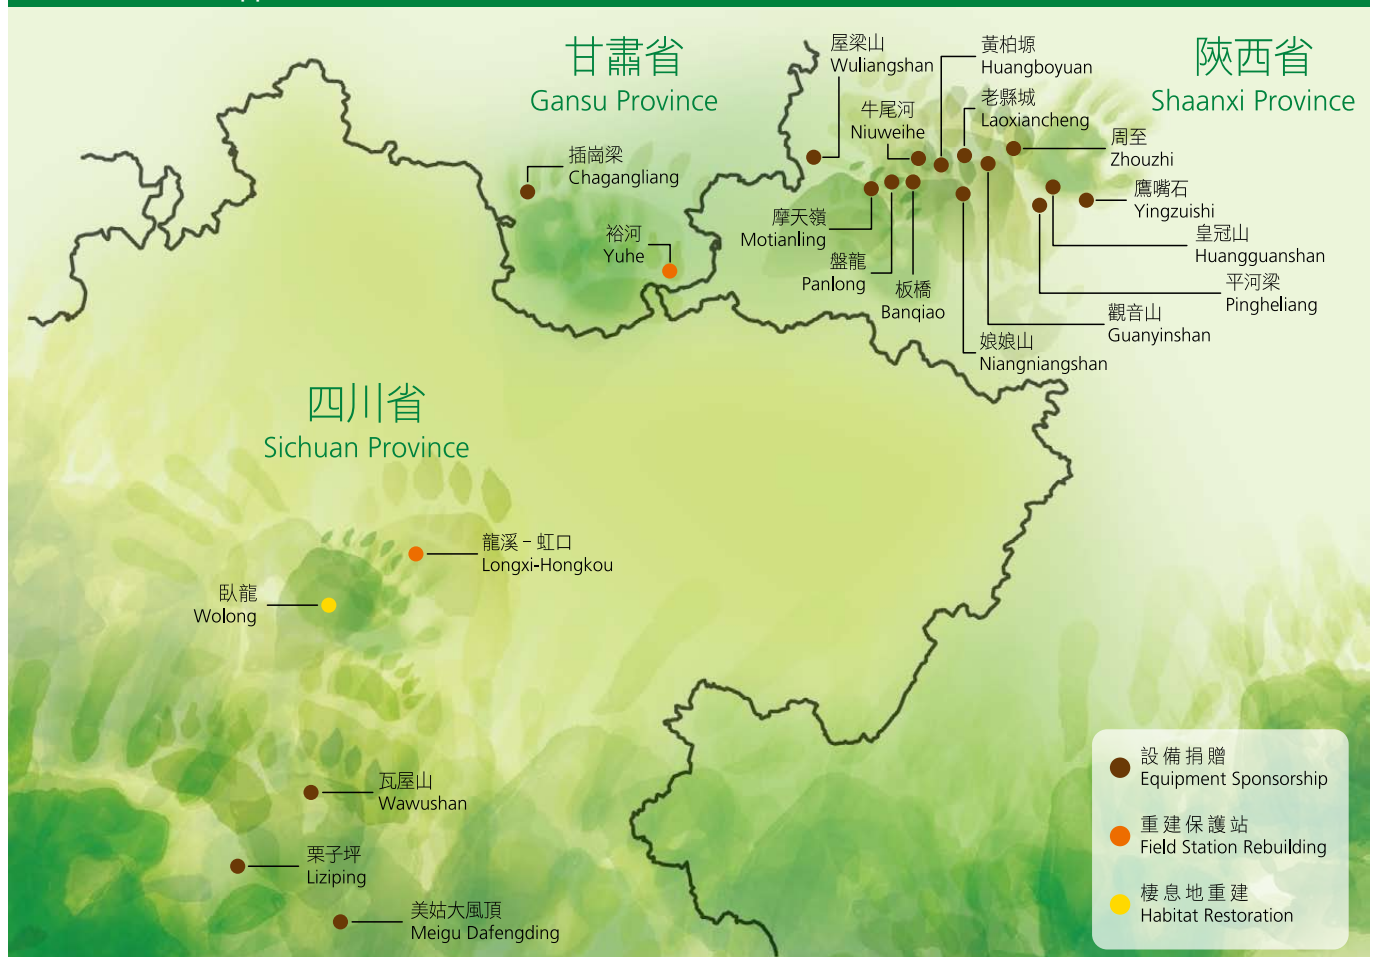 甘肅省
Gansu Province
陝西省
Shaanxi Province
屋梁山
Wuliangshan
黃柏塬
Huangboyuan
牛尾河
Niuweihe
老縣城
Laoxiancheng
周至
Zhouzhi
插崗梁
Chagangliang
鷹嘴石
Yingzuishi
摩天嶺
Motianling
裕河
Yuhe
皇冠山
Huangguanshan
盤龍
Panlong
板橋
Banqiao
平河梁
Pingheliang
觀音山
Guanyinshan
娘娘山
Niangniangshan
四川省
Sichuan Province
龍溪－虹口
Longxi-Hongkou
臥龍
Wolong
瓦屋山
Wawushan
栗子坪
Liziping
美姑大風頂
Meigu Dafengding
設備捐贈
Equipment Sponsorship
重建保護站
Field Station Rebuilding
棲息地重建
Habitat Restoration